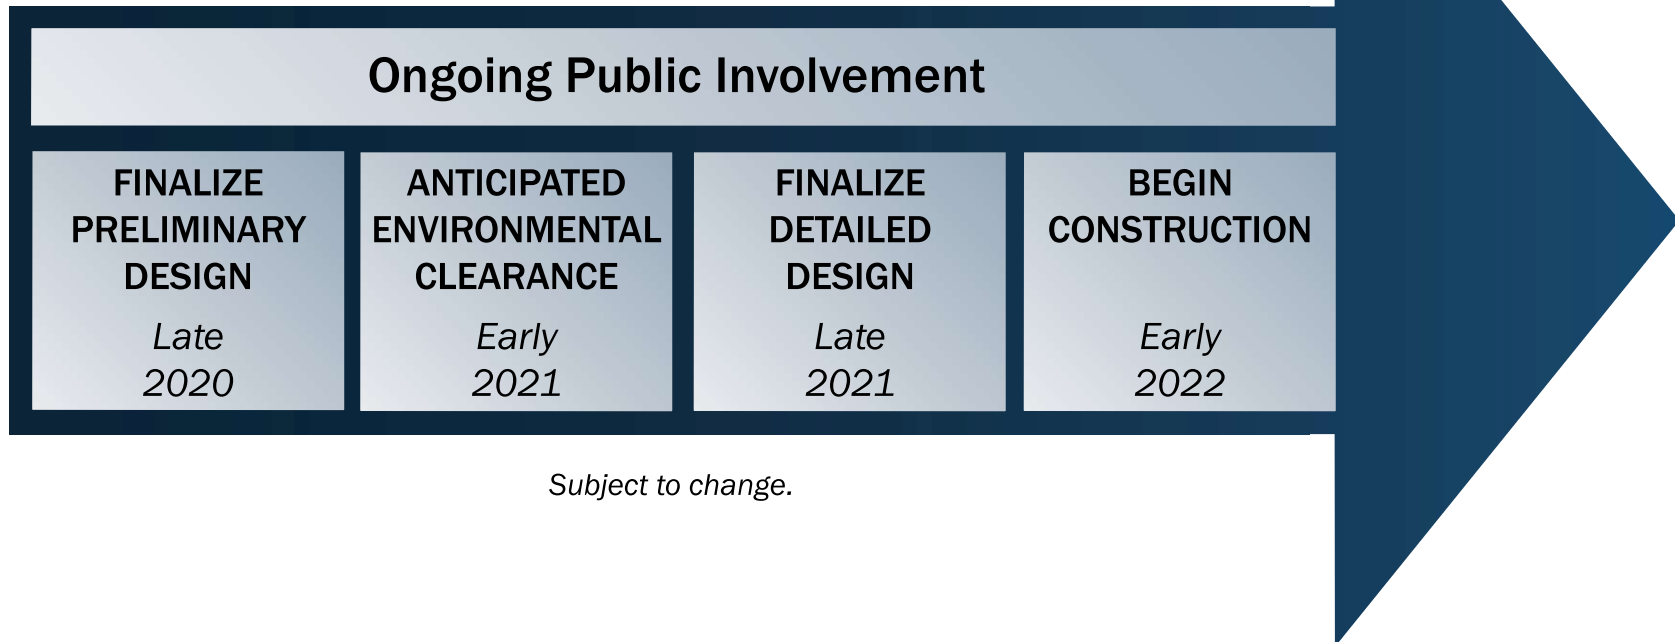 Ongoing Public Involvement
FINALIZE
PRELIMINARY
DESIGN
Late
2020
ANTICIPATED
ENVIRONMENTAL
CLEARANCE
Early
2021
FINALIZE
DETAILED
DESIGN
Late
2021
BEGIN
CONSTRUCTION
Early
2022
Subject to change.